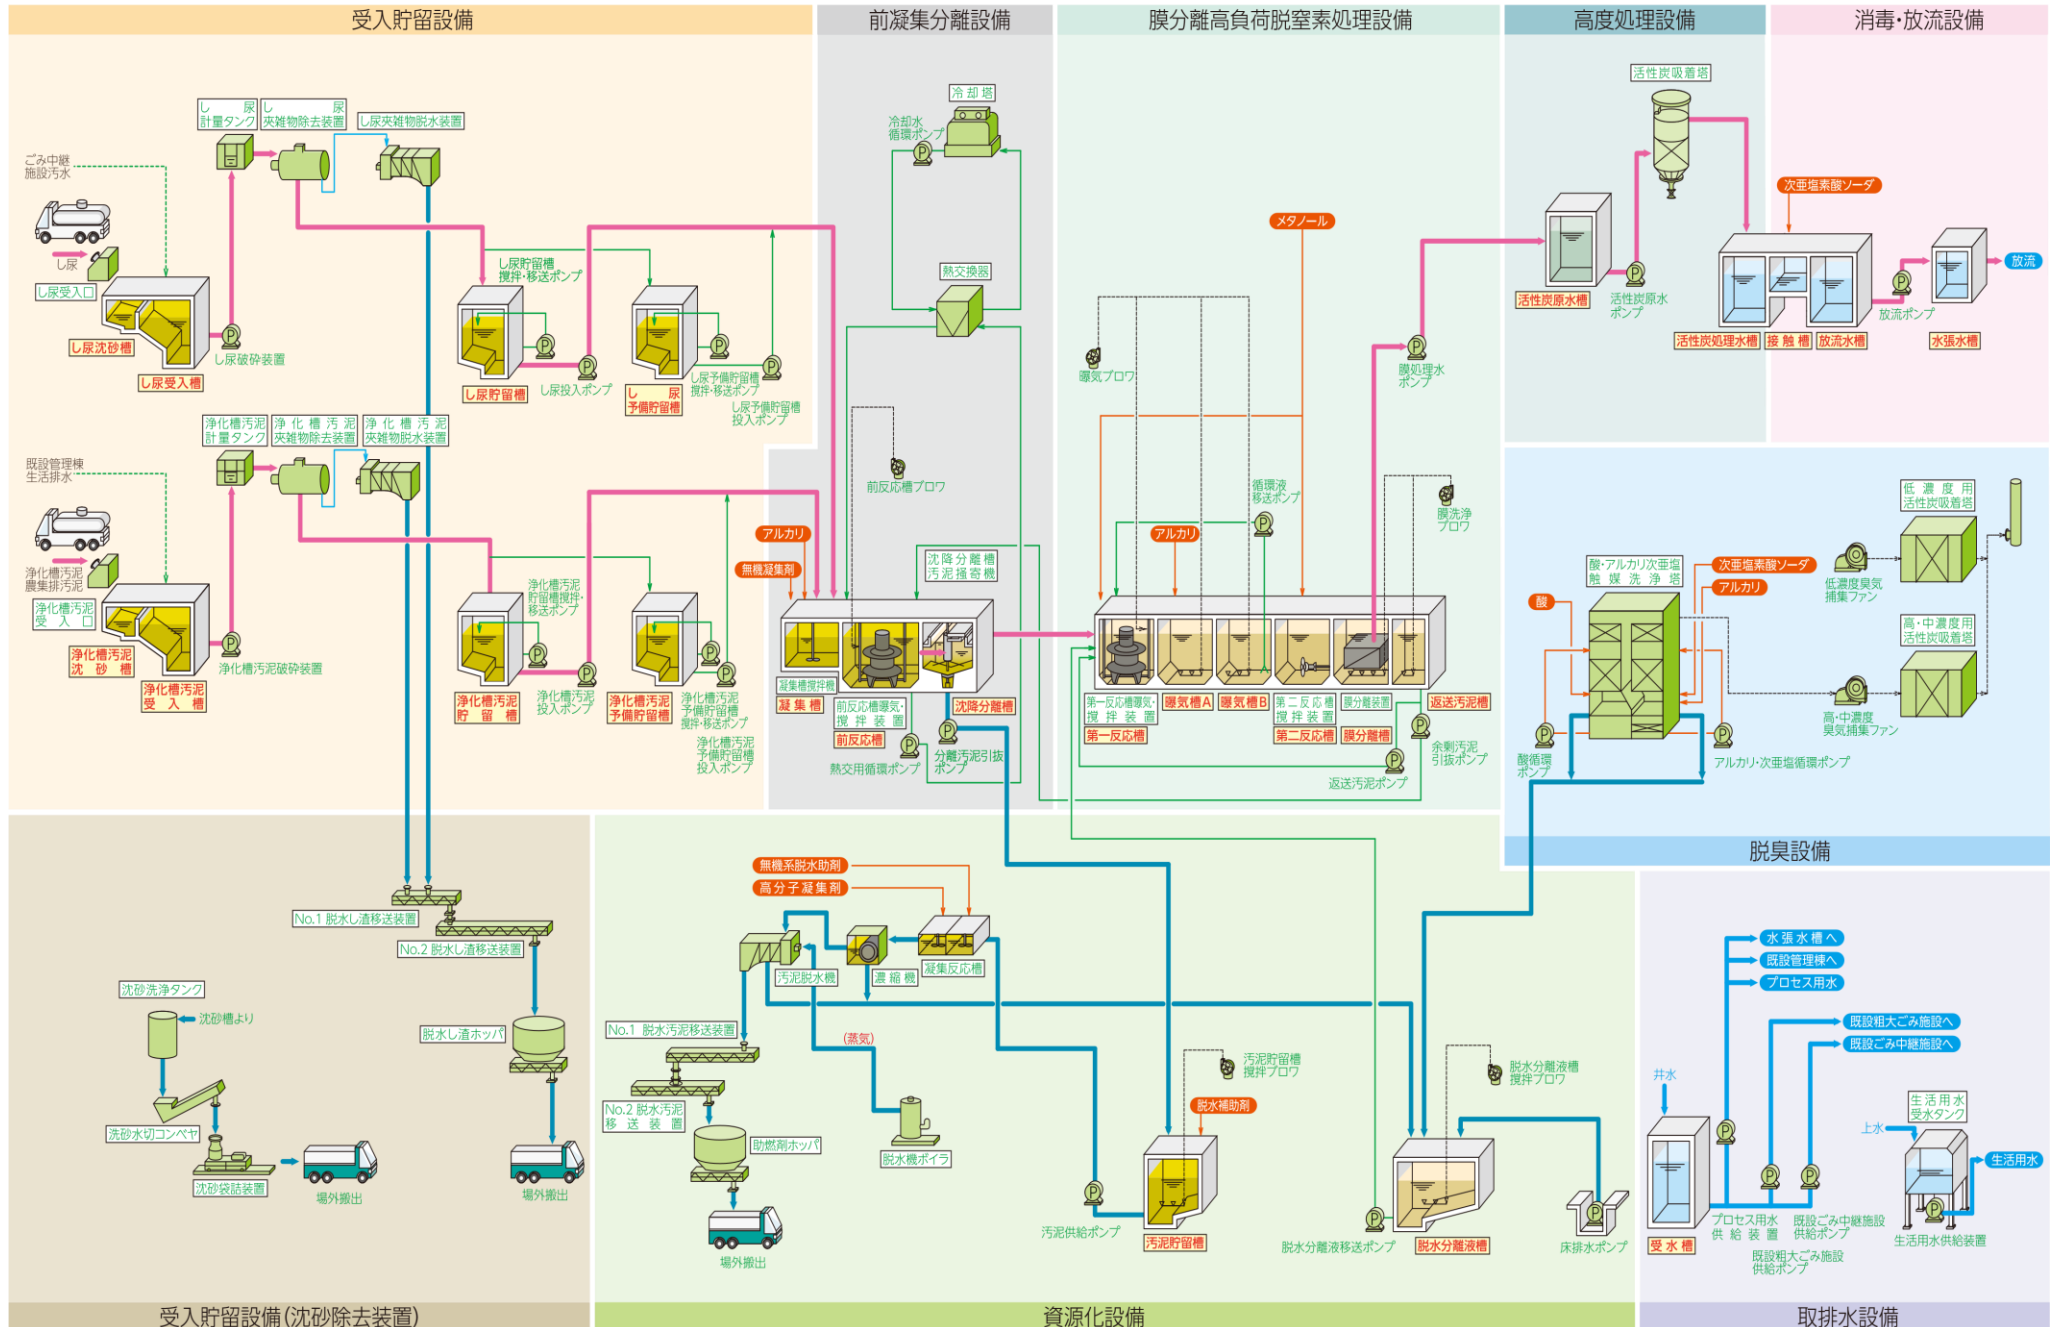 受入貯留設備
し尿
計量タンク
し尿
夾雑物除去装置
し尿夾雑物脱水装置
ごみ中継
施設汚水
し尿
し尿受入口
し尿沈砂槽
し尿受入槽
し尿破砕装置
し尿貯留槽
撹拌・移送ポンプ
し尿貯留槽
し尿投入ポンプ
し尿
予備貯留槽
し尿予備貯留槽
撹拌・移送ポンプ
し尿予備貯留槽
投入ポンプ
浄化槽汚泥
計量タンク
浄化槽汚泥
夾雑物除去装置
浄化槽汚泥
夾雑物脱水装置
既設管理棟
生活排水
浄化槽汚泥
農集排汚泥
浄化槽汚泥
受入口
浄化槽汚泥
沈砂槽
浄化槽汚泥
受入槽
浄化槽汚泥破砕装置
浄化槽汚泥
貯留槽撹拌・
移送ポンプ
浄化槽汚泥
貯留槽
浄化槽汚泥
投入ポンプ
浄化槽汚泥
予備貯留槽
浄化槽汚泥
予備貯留槽
撹拌・移送ポンプ
浄化槽汚泥
予備貯留槽
投入ポンプ
前凝集分離設備
冷却塔
冷却水
循環ポンプ
熱交換器
前反応槽ブロワ
アルカリ
無機凝集剤
沈降分離槽
汚泥掻寄機
凝集槽撹拌機
凝集槽
前反応槽曝気・
撹拌装置
前反応槽
沈降分離槽
熱交用循環ポンプ
分離汚泥引抜
ポンプ
膜分離高負荷脱窒素処理設備
メタノール
曝気ブロワ
膜処理水
ポンプ
循環液
移送ポンプ
膜洗浄
ブロワ
アルカリ
第一反応槽曝気・
撹拌装置
第一反応槽
曝気槽A
曝気槽B
第二反応槽
撹拌装置
第二反応槽
膜分離装置
膜分離槽
返送汚泥槽
余剰汚泥
引抜ポンプ
返送汚泥ポンプ
高度処理設備
活性炭吸着塔
活性炭原水槽
活性炭原水
ポンプ
消毒・放流設備
次亜塩素酸ソーダ
活性炭処理水槽
接触槽
放流水槽
放流ポンプ
水張水槽
放流
低濃度用
活性炭吸着塔
低濃度臭気
捕集ファン
高・中濃度用
活性炭吸着塔
高・中濃度
臭気捕集ファン
酸・アルカリ次亜塩
触媒洗浄塔
次亜塩素酸ソーダ
アルカリ
酸
酸循環
ポンプ
アルカリ・次亜塩循環ポンプ
脱臭設備
No.1 脱水し渣移送装置
No.2 脱水し渣移送装置
沈砂洗浄タンク
沈砂槽より
脱水し渣ホッパ
洗砂水切コンベヤ
沈砂袋詰装置
場外搬出
場外搬出
受入貯留設備(沈砂除去装置)
無機系脱水助剤
高分子凝集剤
汚泥脱水機
濃縮機
凝集反応槽
No.1 脱水汚泥移送装置
(蒸気)
No.2 脱水汚泥
移送装置
助燃剤ホッパ
脱水機ボイラ
場外搬出
汚泥貯留槽
撹拌ブロワ
脱水補助剤
汚泥供給ポンプ
汚泥貯留槽
脱水分離液槽
撹拌ブロワ
脱水分離液移送ポンプ
脱水分離液槽
床排水ポンプ
資源化設備
水張水槽へ
既設管理棟へ
プロセス用水
既設粗大ごみ施設へ
既設ごみ中継施設へ
井水
受水槽
プロセス用水
供給装置
既設ごみ中継施設
供給ポンプ
既設粗大ごみ施設
供給ポンプ
生活用水
受水タンク
上水
生活用水
生活用水供給装置
取排水設備